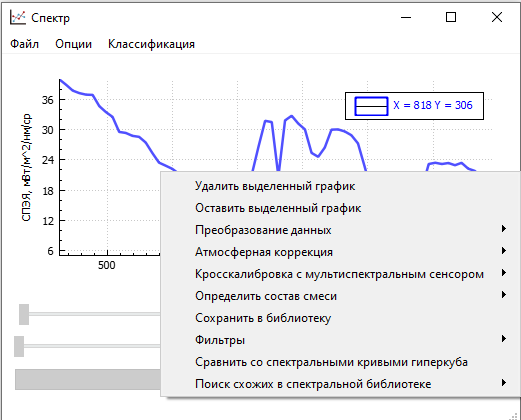 Спектр
Файл Опции Классификация
X = 818 Y = 306
СПЭЯ, мВт/м^2/нм/ср
36
30
24
18
12
6
500
Удалить выделенный график
Оставить выделенный график
Преобразование данных
Атмосферная коррекция
Кросскалибровка с мультиспектральным сенсором
Определить состав смеси
Сохранить в библиотеку
Фильтры
Сравнить со спектральными кривыми гиперкуба
Поиск схожих в спектральной библиотеке